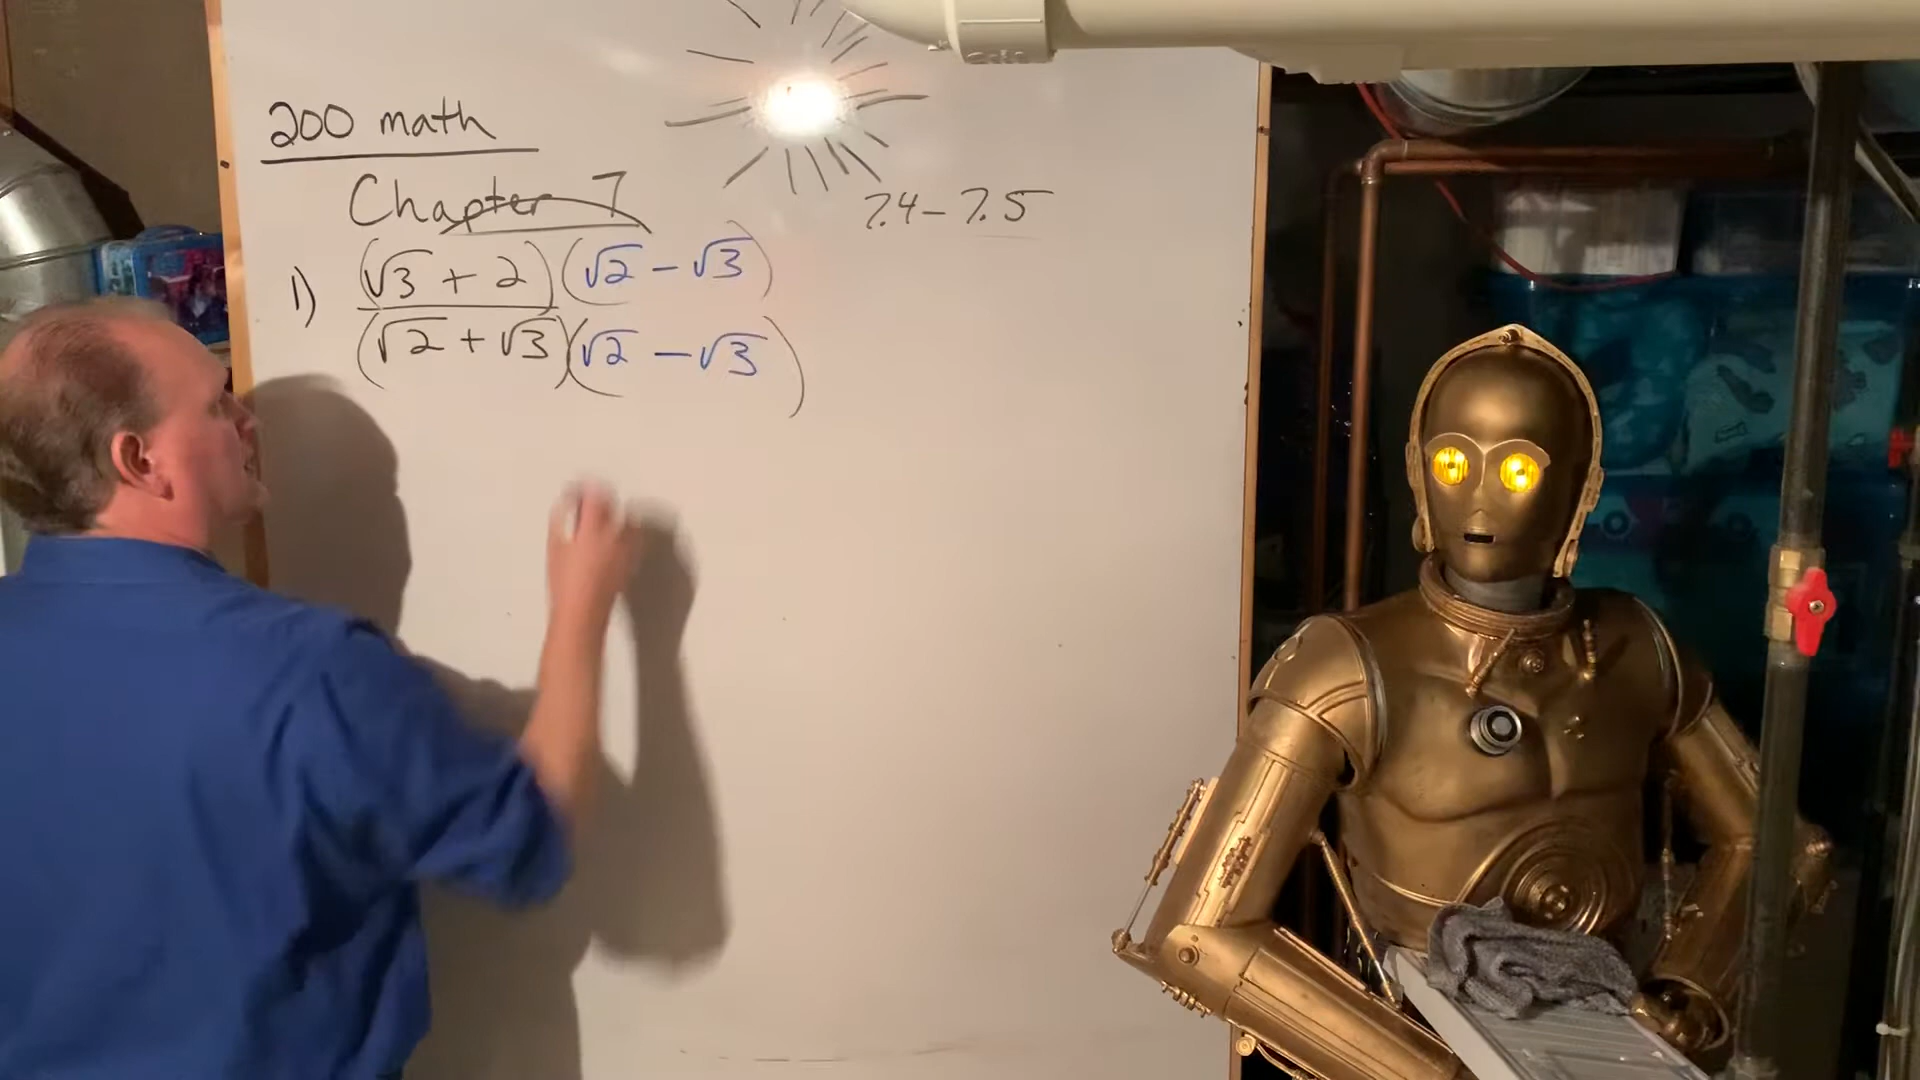 200 math
Chapter 7
7.4 – 7.5
1) (√3 + 2)(√2 – √3)
(√2 + √3)(√2 – √3)